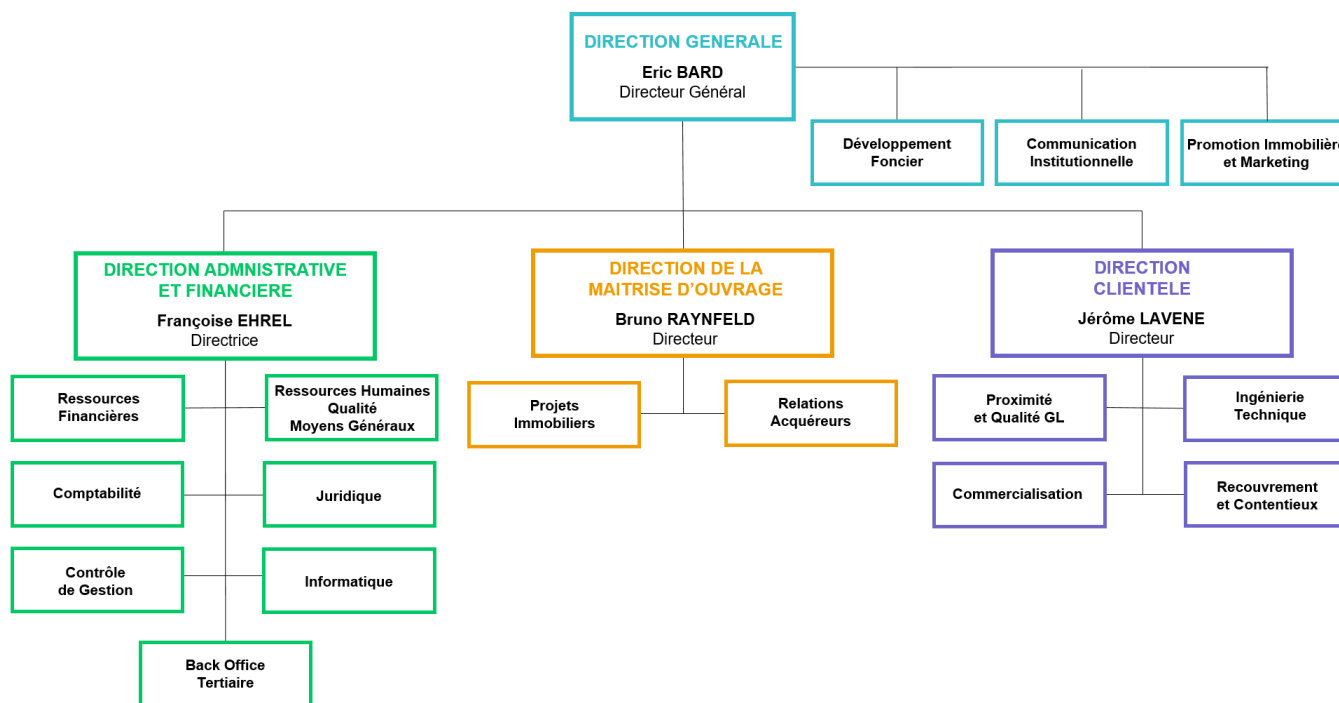 DIRECTION GENERALE
Eric BARD
Directeur Général
Développement
Foncier
Communication
Institutionnelle
Promotion Immobilière
et Marketing
DIRECTION ADMNISTRATIVE
ET FINANCIERE
Françoise EHREL
Directrice
DIRECTION DE LA
MAITRISE D’OUVRAGE
Bruno RAYNFELD
Directeur
DIRECTION
CLIENTELE
Jérôme LAVENE
Directeur
Ressources
Financières
Ressources Humaines
Qualité
Moyens Généraux
Comptabilité
Juridique
Contrôle
de Gestion
Informatique
Back Office
Tertiaire
Projets
Immobiliers
Relations
Acquéreurs
Proximité
et Qualité GL
Ingénierie
Technique
Commercialisation
Recouvrement
et Contentieux